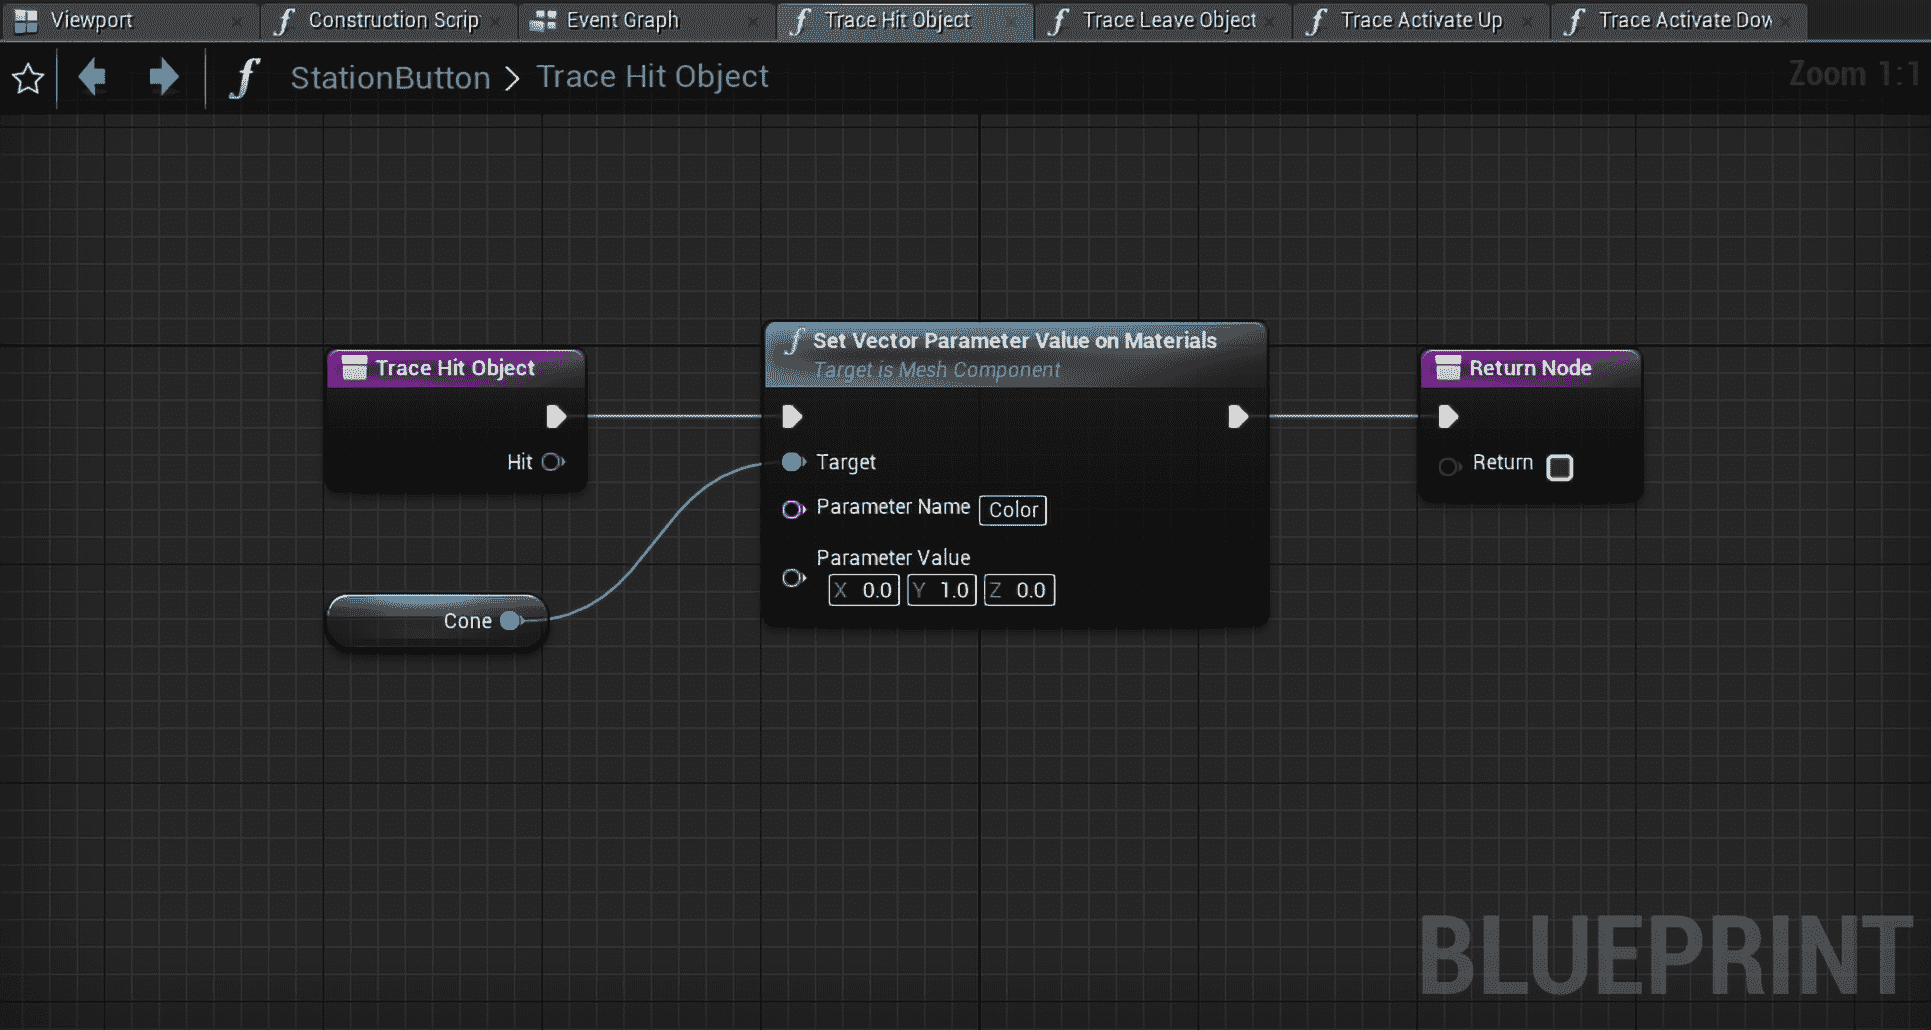 Viewport
Construction Scrip
Event Graph
Trace Hit Object
Trace Leave Object
Trace Activate Up
Trace Activate Dow
StationButton > Trace Hit Object
Zoom 1:1
Trace Hit Object
Hit
Cone
Set Vector Parameter Value on Materials
Target is Mesh Component
Target
Parameter Name Color
Parameter Value
X 0.0 Y 1.0 Z 0.0
Return Node
Return
BLUEPRINT